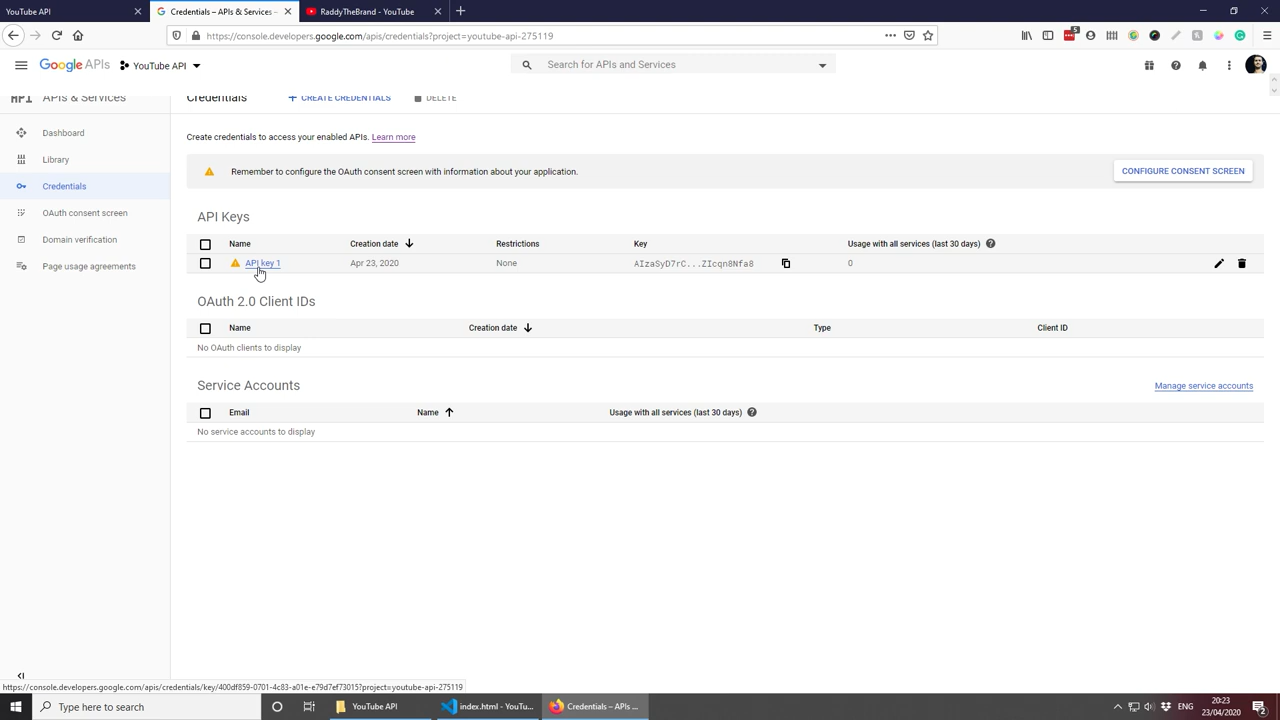 YouTube API
Credentials – APIs & Services –
RaddyTheBrand - YouTube
https://console.developers.google.com/apis/credentials?project=youtube-api-275119
5
Google APIs
YouTube API
Search for APIs and Services
API
APIs & Services
Credentials
+ CREATE CREDENTIALS
DELETE
Dashboard
Library
Credentials
OAuth consent screen
Domain verification
Page usage agreements
Create credentials to access your enabled APIs. Learn more
Remember to configure the OAuth consent screen with information about your application.
CONFIGURE CONSENT SCREEN
API Keys
Name Creation date Restrictions Key Usage with all services (last 30 days)
API key 1 Apr 23, 2020 None AIzaSyD7rC...ZIcqn8Nfa8 0
OAuth 2.0 Client IDs
Name Creation date Type Client ID
No OAuth clients to display
Service Accounts
Manage service accounts
Email Name Usage with all services (last 30 days)
No service accounts to display
https://console.developers.google.com/apis/credentials/key/400df859-0701-4c83-a01e-e79d7ef73015?project=youtube-api-275119
Type here to search
YouTube API
index.html - YouTu...
Credentials – APIs ...
ENG
20:23
23/04/2020
2